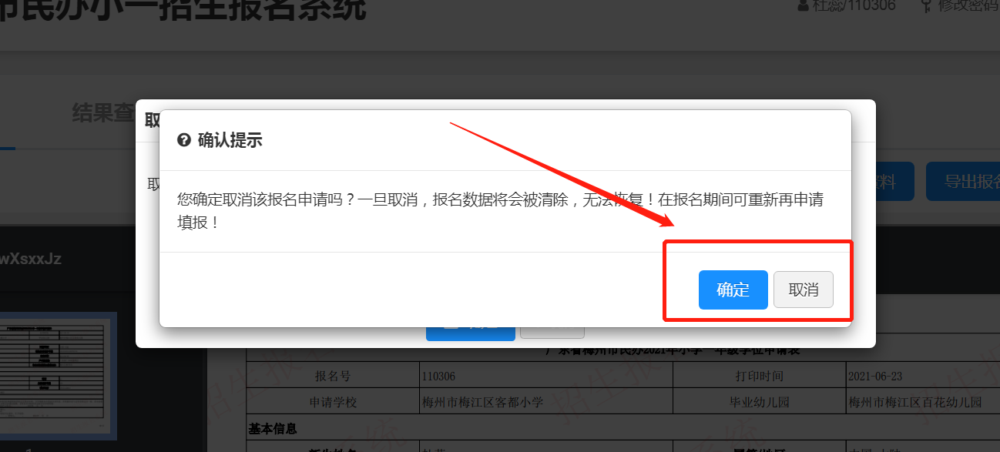 市民办小一招生报名系统
杜蕊/110306
修改密码
结果查
取
确认提示
取
料
导出报名
您确定取消该报名申请吗？一旦取消，报名数据将会被清除，无法恢复！在报名期间可重新再申请
填报！
wXsxxJz
确定
取消
广东省梅州市民办2021年小学一年级学位申请表
报名号
110306
打印时间
2021-06-23
申请学校
梅州市梅江区客都小学
毕业幼儿园
梅州市梅江区百花幼儿园
基本信息